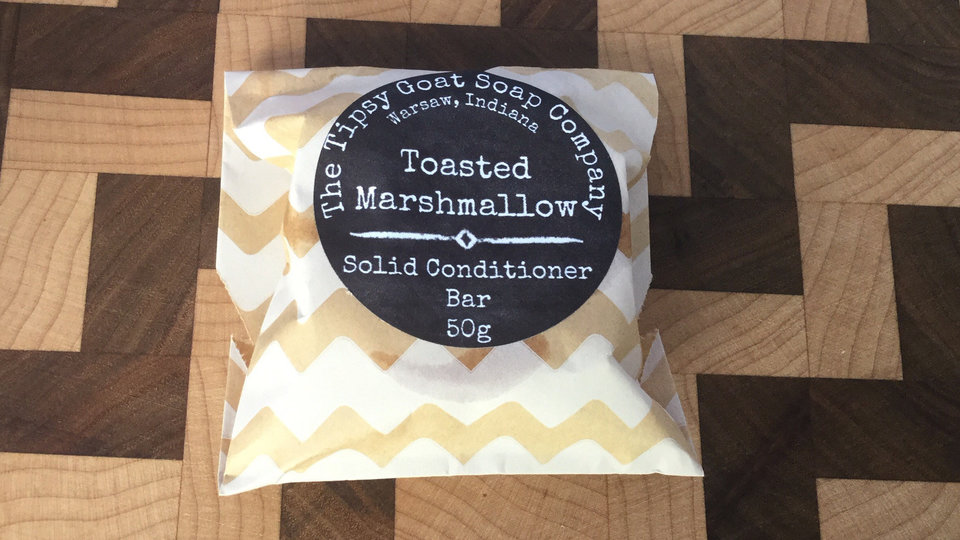 The Tipsy Goat Soap Company
Warsaw, Indiana
Toasted
Marshmallow
Solid Conditioner
Bar
50g